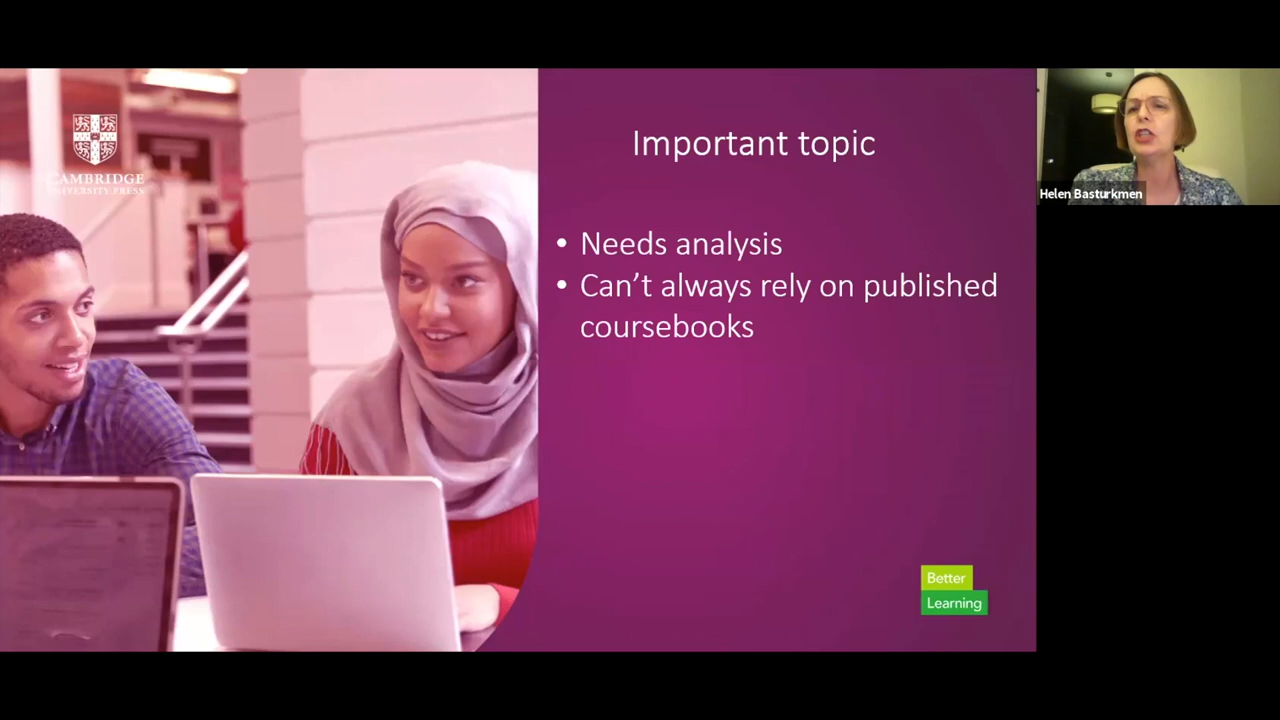 CAMBRIDGE
UNIVERSITY PRESS
Important topic
• Needs analysis
• Can’t always rely on published
coursebooks
Better
Learning
Helen Basturkmen